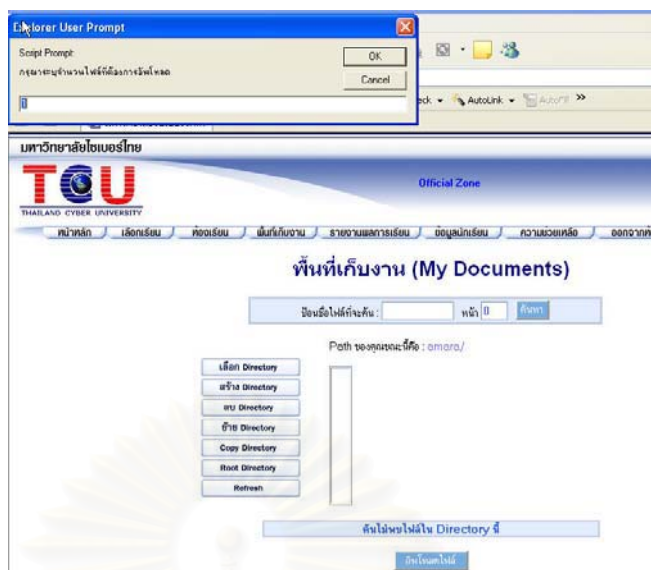 Explorer User Prompt
Script Prompt:
กรุณาระบุจำนวนไฟล์ที่ต้องการอัพโหลด
OK
Cancel
AutoLink
AutoFill
มหาวิทยาลัยไซเบอร์ไทย
TCU
THAILAND CYBER UNIVERSITY
Official Zone
หน้าหลัก เลือกเรียน ห้องเรียน พื้นที่เก็บงาน รายงานผลการเรียน ข้อมูลนักเรียน ความช่วยเหลือ
พื้นที่เก็บงาน (My Documents)
ป้อนชื่อไฟล์ที่จะค้น : หน้า 0 ค้นหา
Path ของคุณขณะนี้คือ : amara/
เลือก Directory
สร้าง Directory
ลบ Directory
ย้าย Directory
Copy Directory
Root Directory
Refresh
ค้นไม่พบไฟล์ใน Directory นี้
อัพโหลดไฟล์